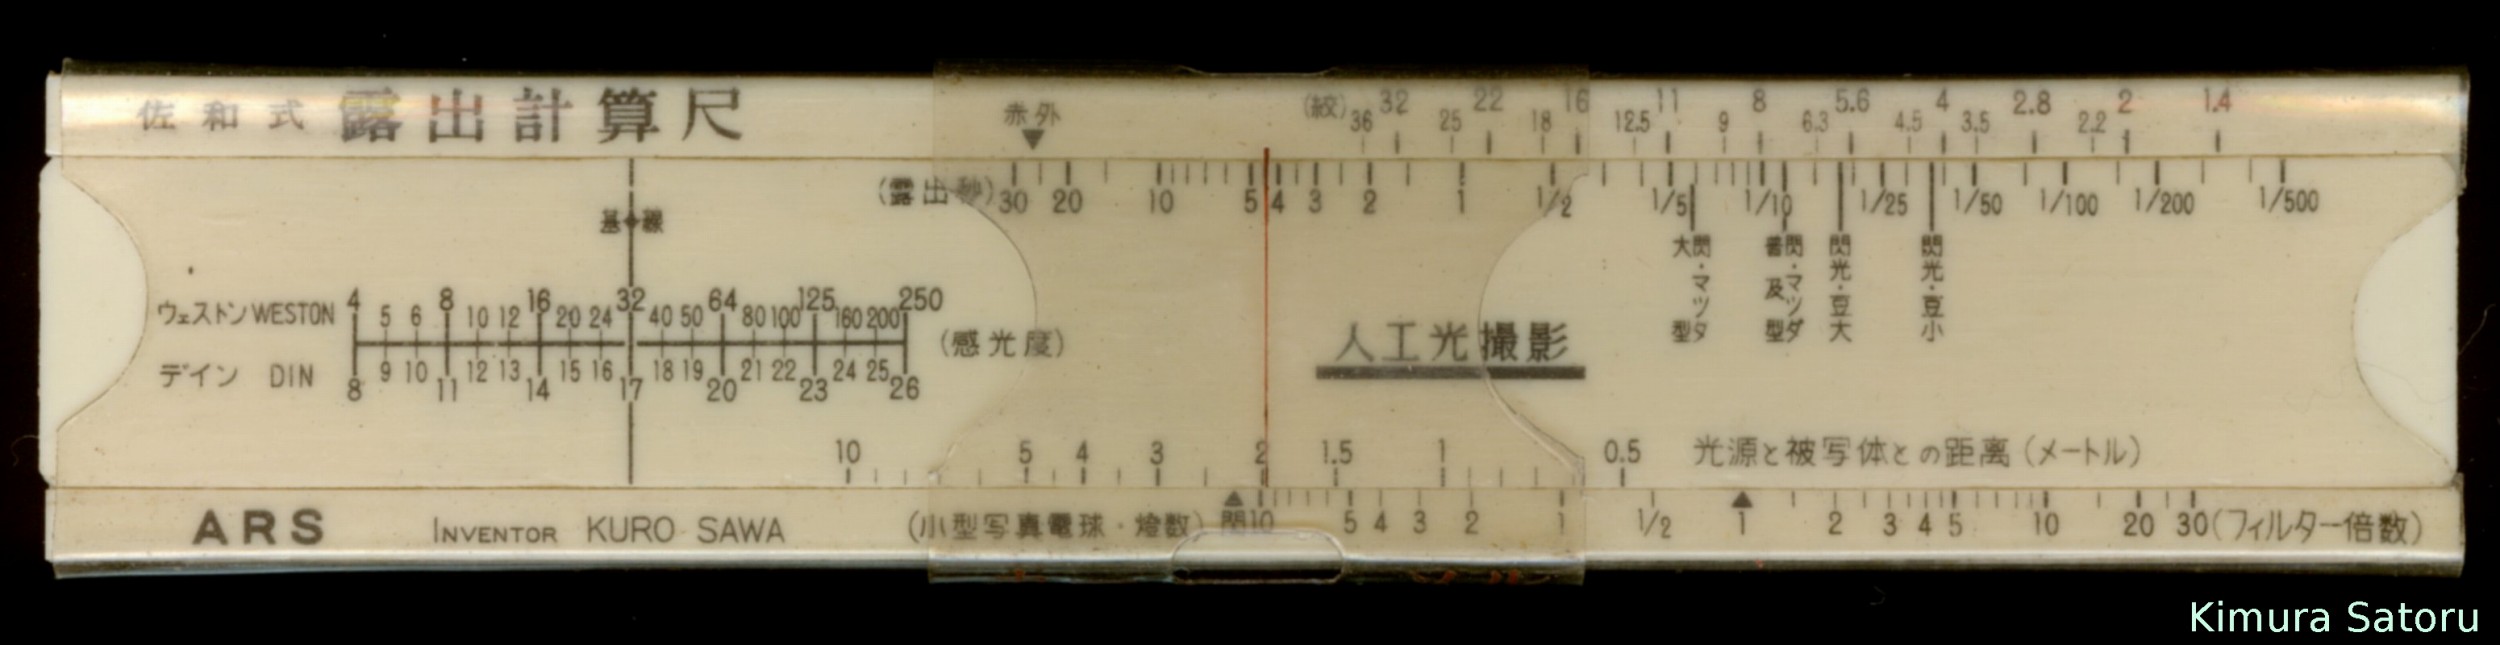 佐和式 露出計算尺
赤外
(絞) 36 32 25 22 18 16 12.5 11 9 8 6.3 5.6 4.5 4 3.5 2.8 2.2 2 1.4
(露出秒) 30 20 10 5 4 3 2 1 1/2 1/5 1/10 1/25 1/50 1/100 1/200 1/500
基線
閃・マツダ
大型
閃・マツダ
普及型
閃光・豆大
閃光・豆小
ウェストン WESTON 4 5 6 8 10 12 16 20 24 32 40 50 64 80 100 125 160 200 250
(感光度)
デイン DIN 8 9 10 11 12 13 14 15 16 17 18 19 20 21 22 23 24 25 26
人工光撮影
10 5 4 3 2 1.5 1 0.5 光源と被写体との距離(メートル)
ARS INVENTOR KURO SAWA (小型写真電球・燈数) 閃 10 5 4 3 2 1 1/2 1 2 3 4 5 10 20 30 (フィルター倍数)
Kimura Satoru